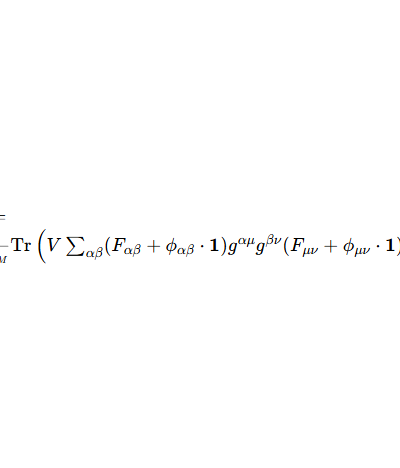 =
M Tr (V ∑αβ(Fαβ + ϕαβ · 𝟏)g^αμ g^βν(Fμν + ϕμν · 𝟏)